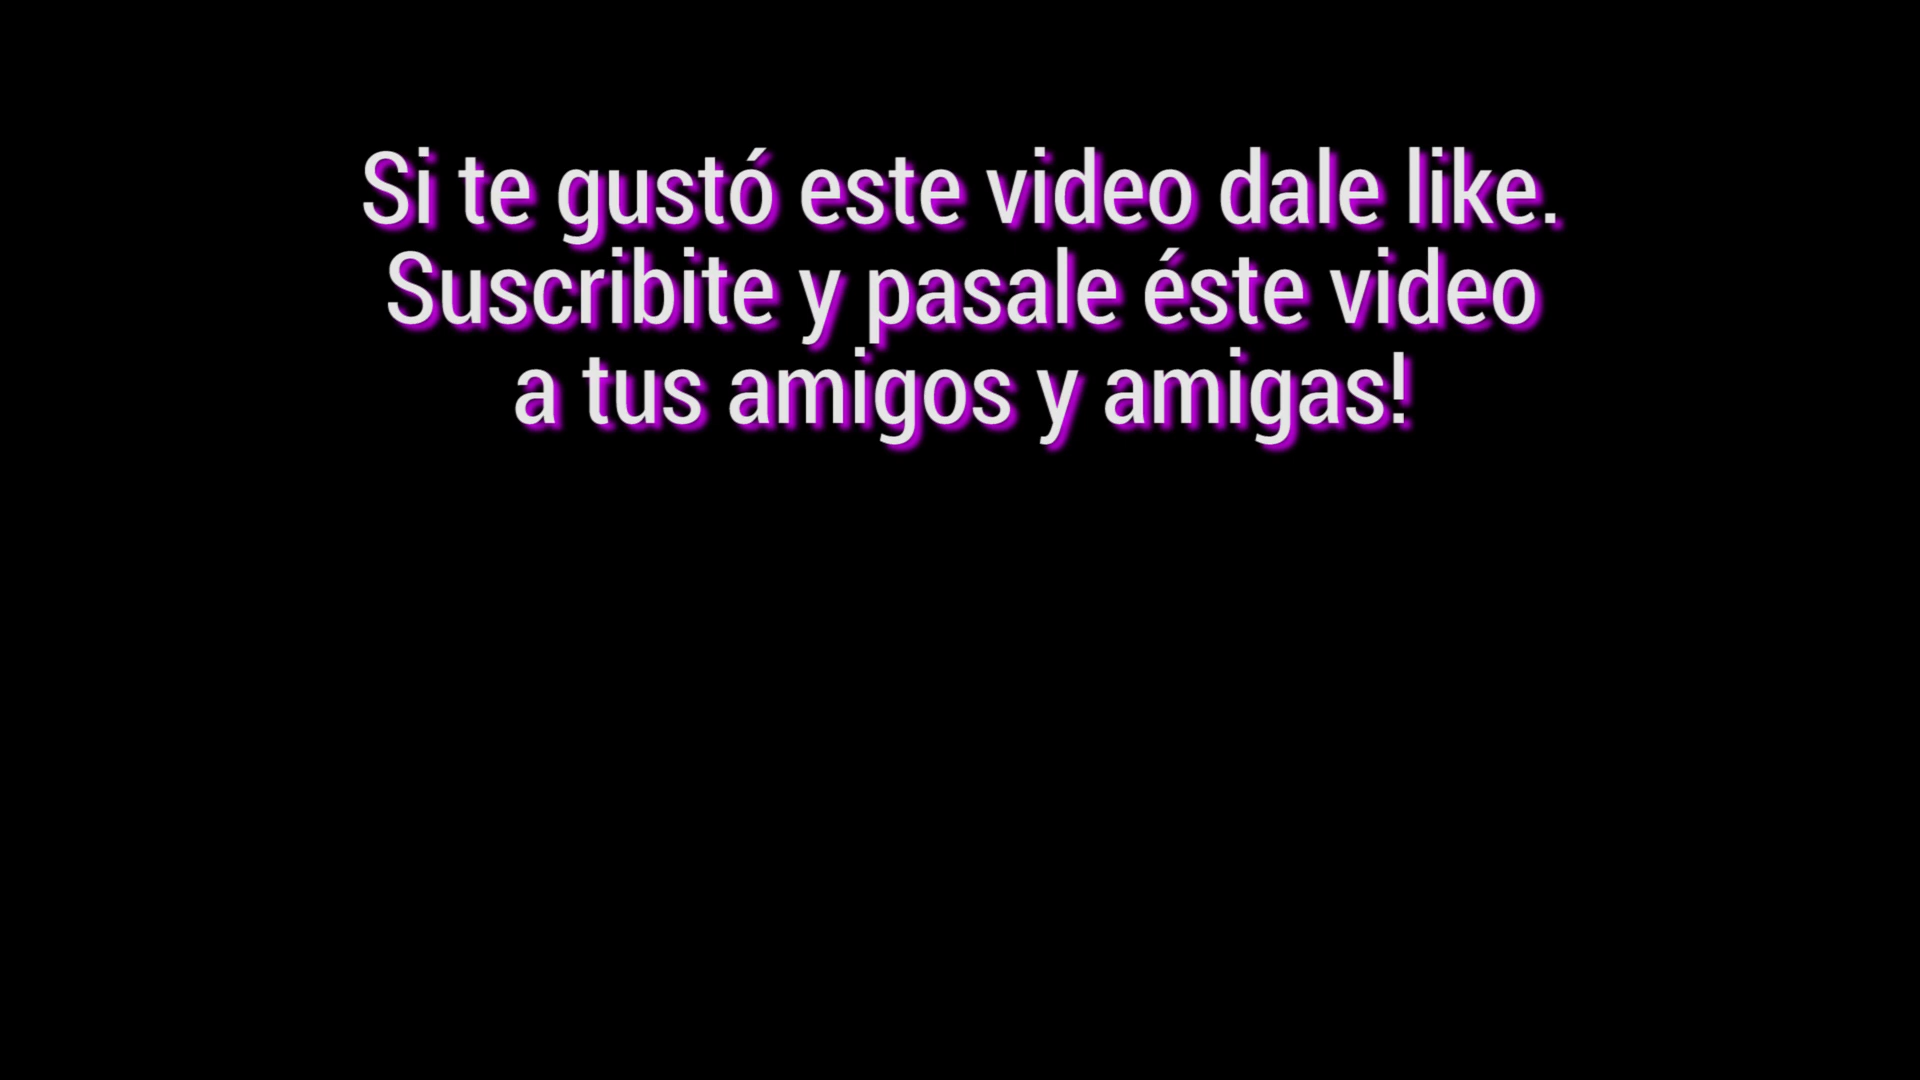 Si te gustó este video dale like.
Suscribite y pasale éste video
a tus amigos y amigas!